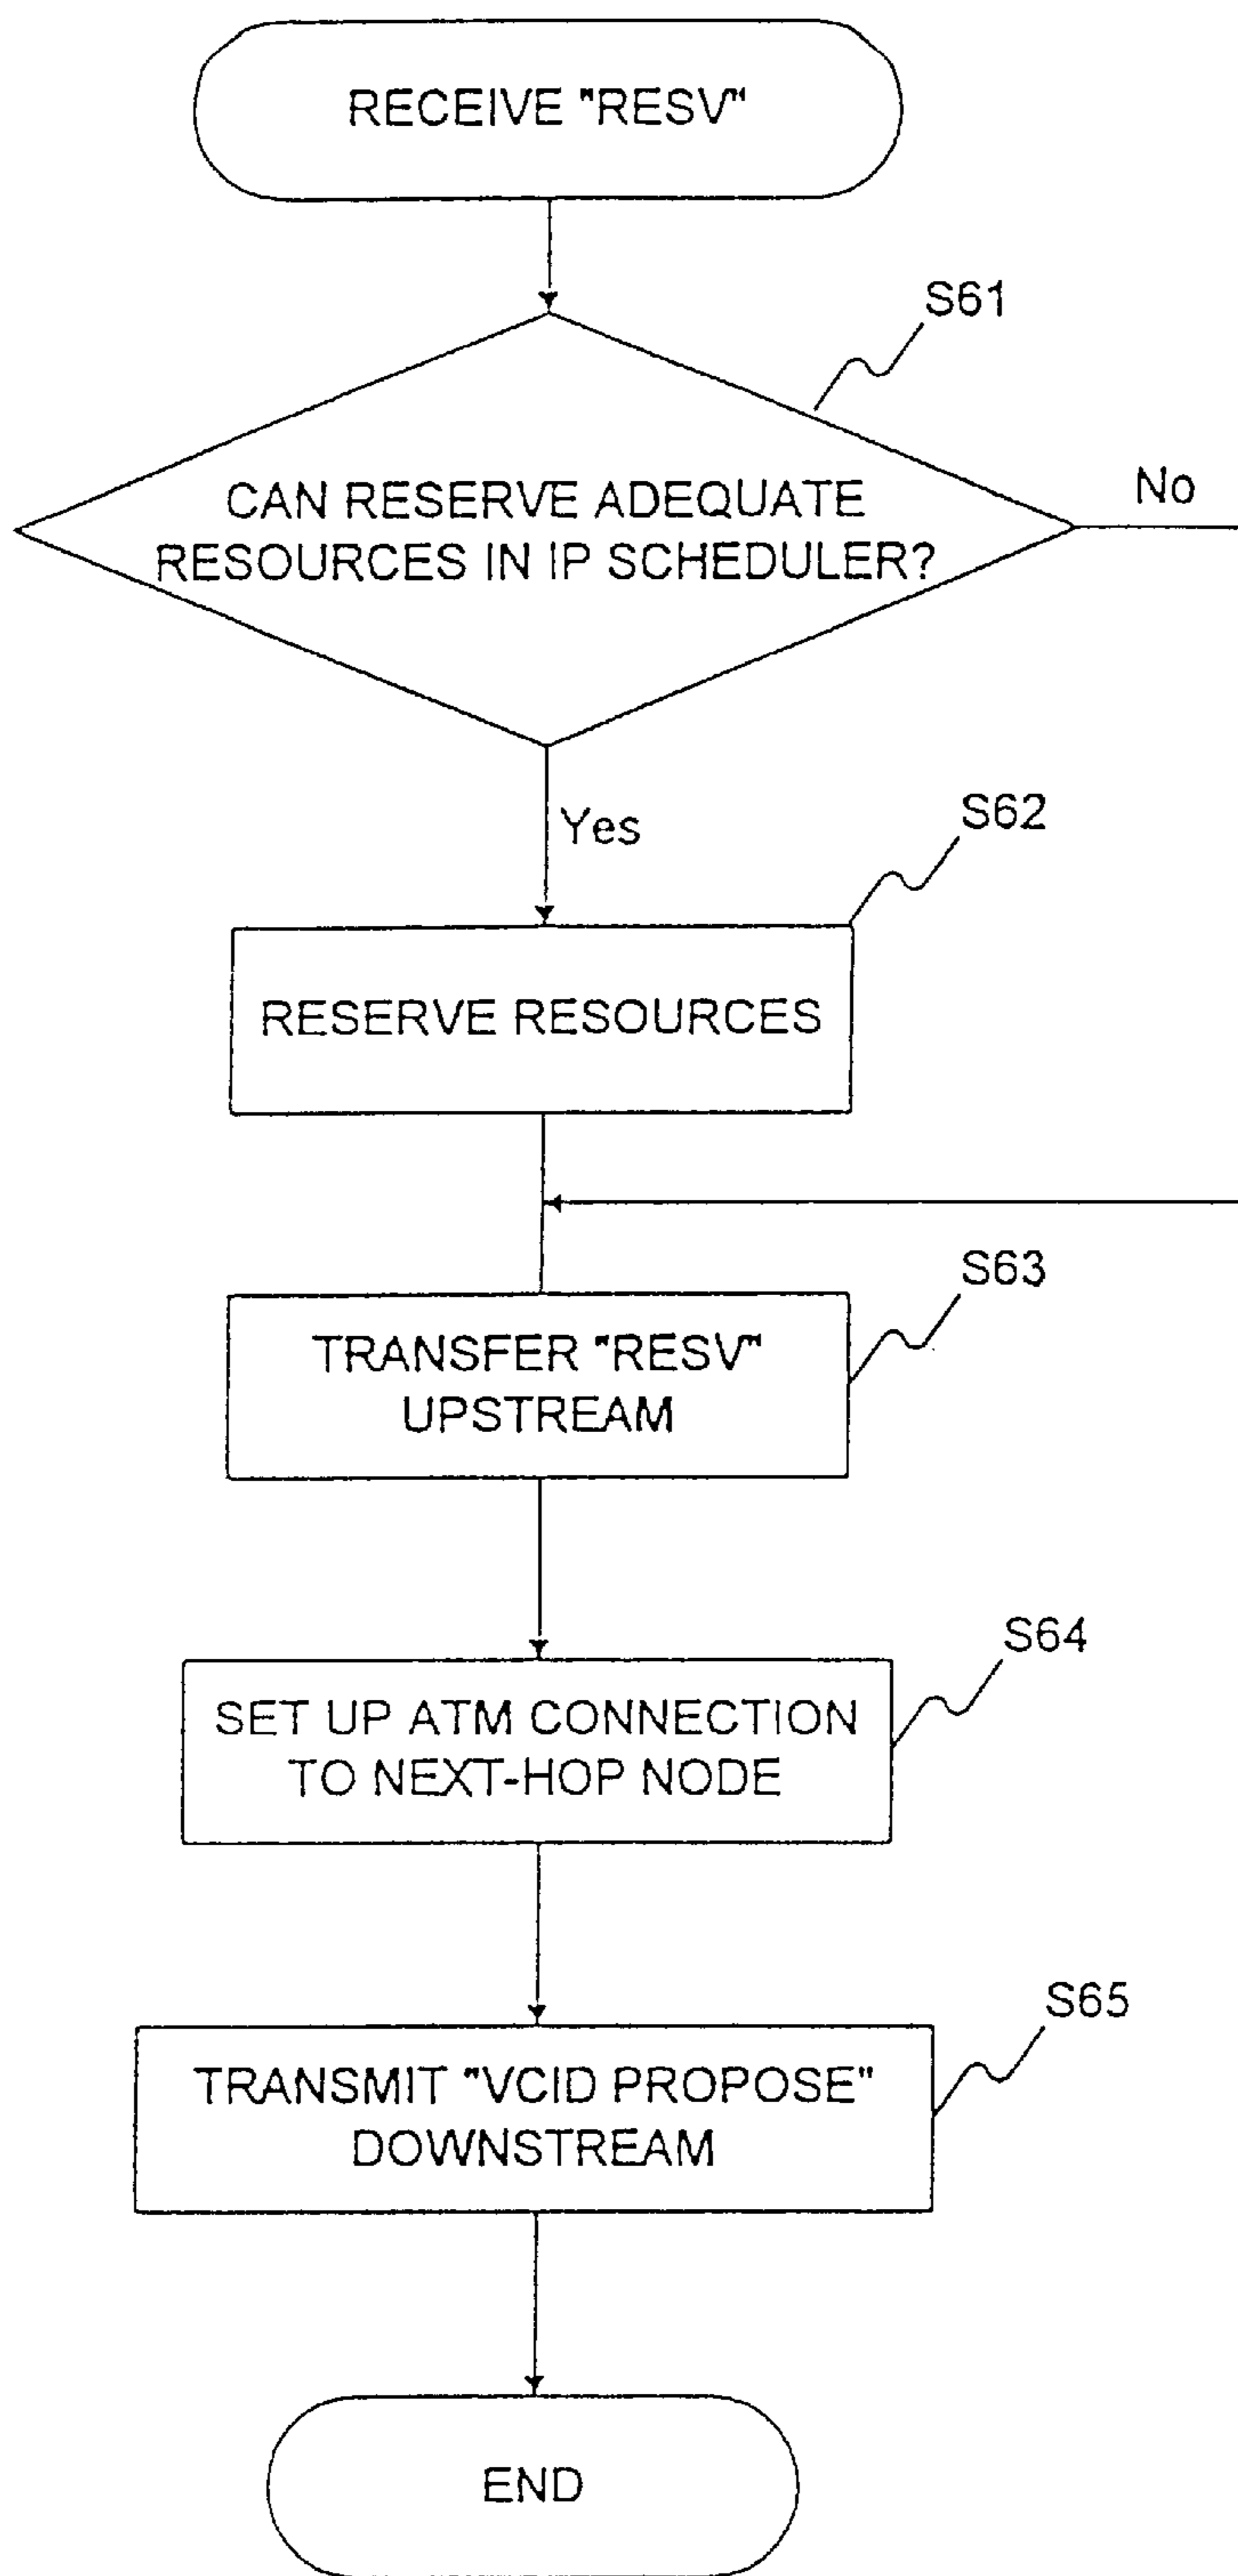 RECEIVE "RESV"
S61
CAN RESERVE ADEQUATE
RESOURCES IN IP SCHEDULER?
No
Yes
S62
RESERVE RESOURCES
S63
TRANSFER "RESV"
UPSTREAM
S64
SET UP ATM CONNECTION
TO NEXT-HOP NODE
S65
TRANSMIT "VCID PROPOSE"
DOWNSTREAM
END